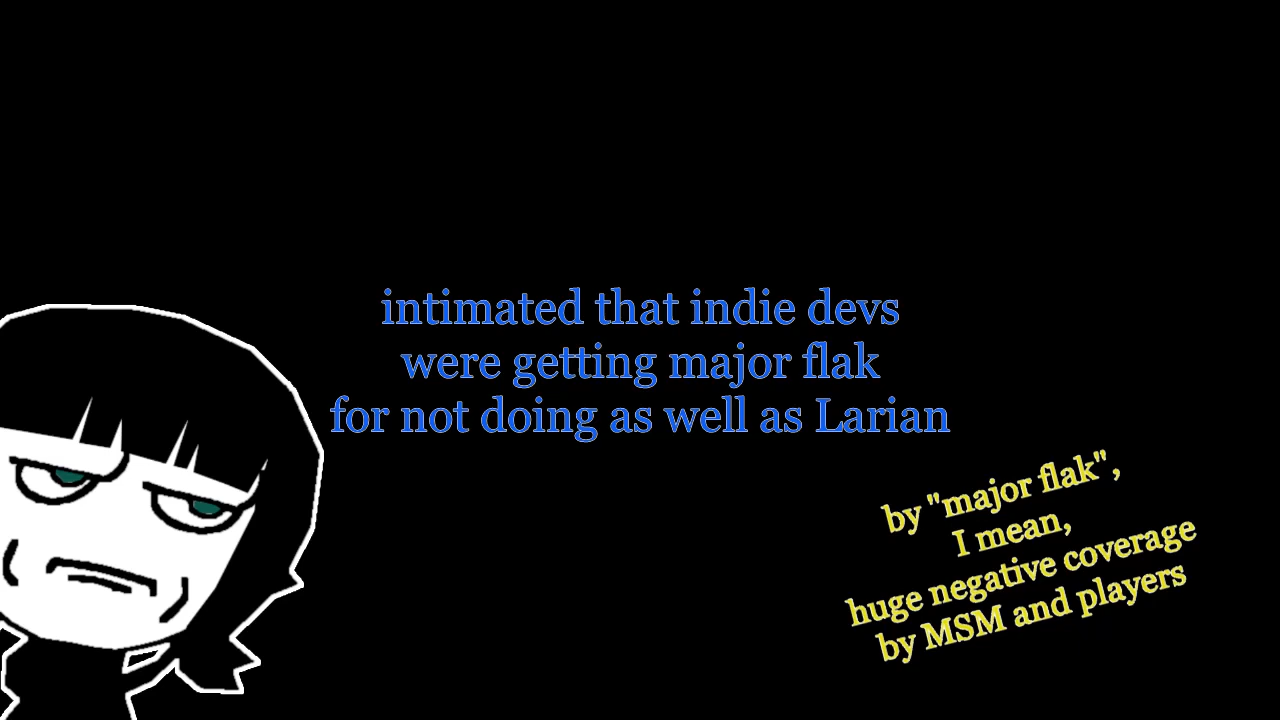 intimated that indie devs
were getting major flak
for not doing as well as Larian
by "major flak",
I mean,
huge negative coverage
by MSM and players